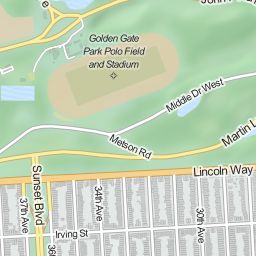 Golden Gate
Park Polo Field
and Stadium
Middle Dr West
Metson Rd
Martin L
Lincoln Way
Sunset Blvd
37th Ave
34th Ave
30th Ave
Irving St